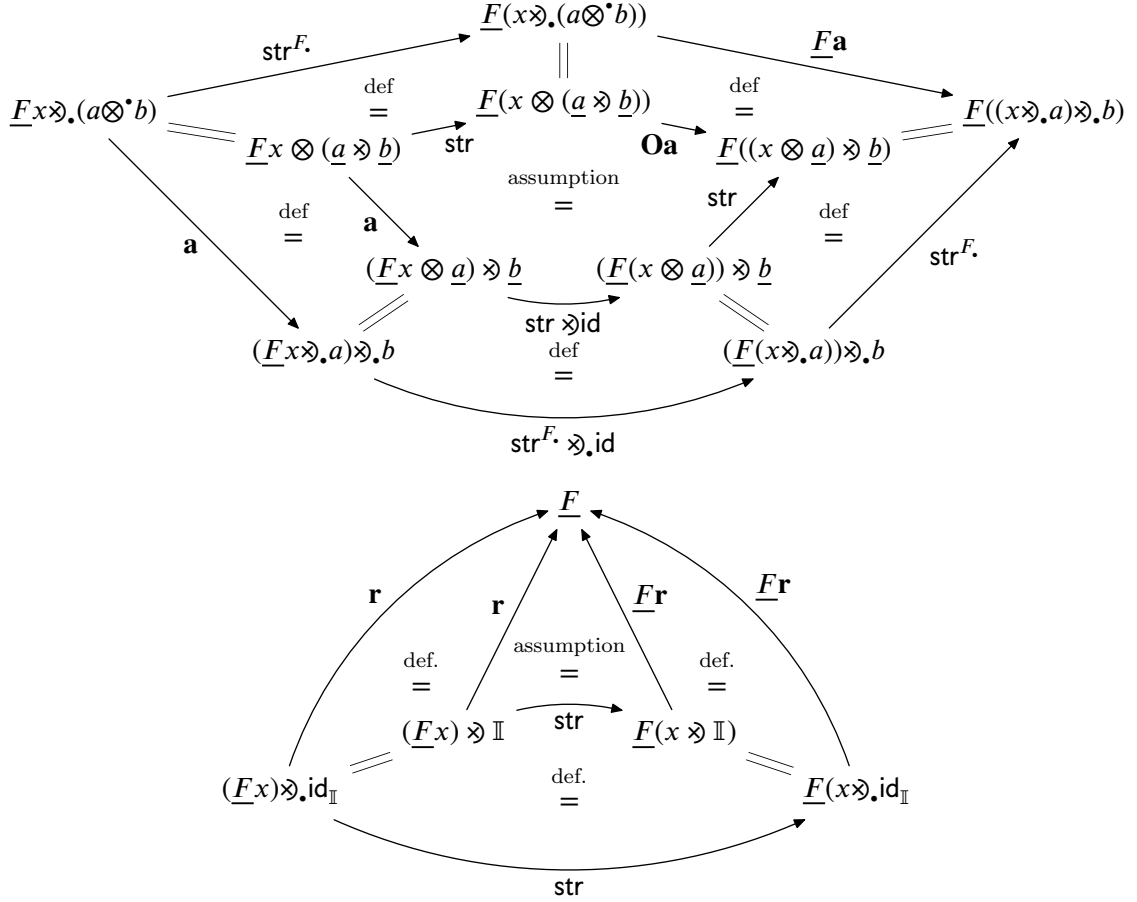 F(x⋊•(a⊗•b))
str^F•
Fa
def
=
F(x ⊗ (a ⋊ b))
def
=
Fx⋊•(a⊗•b)
F((x⋊•a)⋊•b)
Fx ⊗ (a ⋊ b)
str
Oa
F((x ⊗ a) ⋊ b)
assumption
=
def
=
a
a
str
def
=
str^F•
(Fx ⊗ a) ⋊ b
(F(x ⊗ a)) ⋊ b
str ⋊ id
(Fx⋊•a)⋊•b
def
=
(F(x⋊•a))⋊•b
str^F• ⋊•id
F
r
r
Fr
Fr
def.
=
assumption
=
def.
=
(Fx) ⋊ 𝕀
str
F(x ⋊ 𝕀)
(Fx)⋊•id_𝕀
def.
=
F(x⋊•id_𝕀)
str